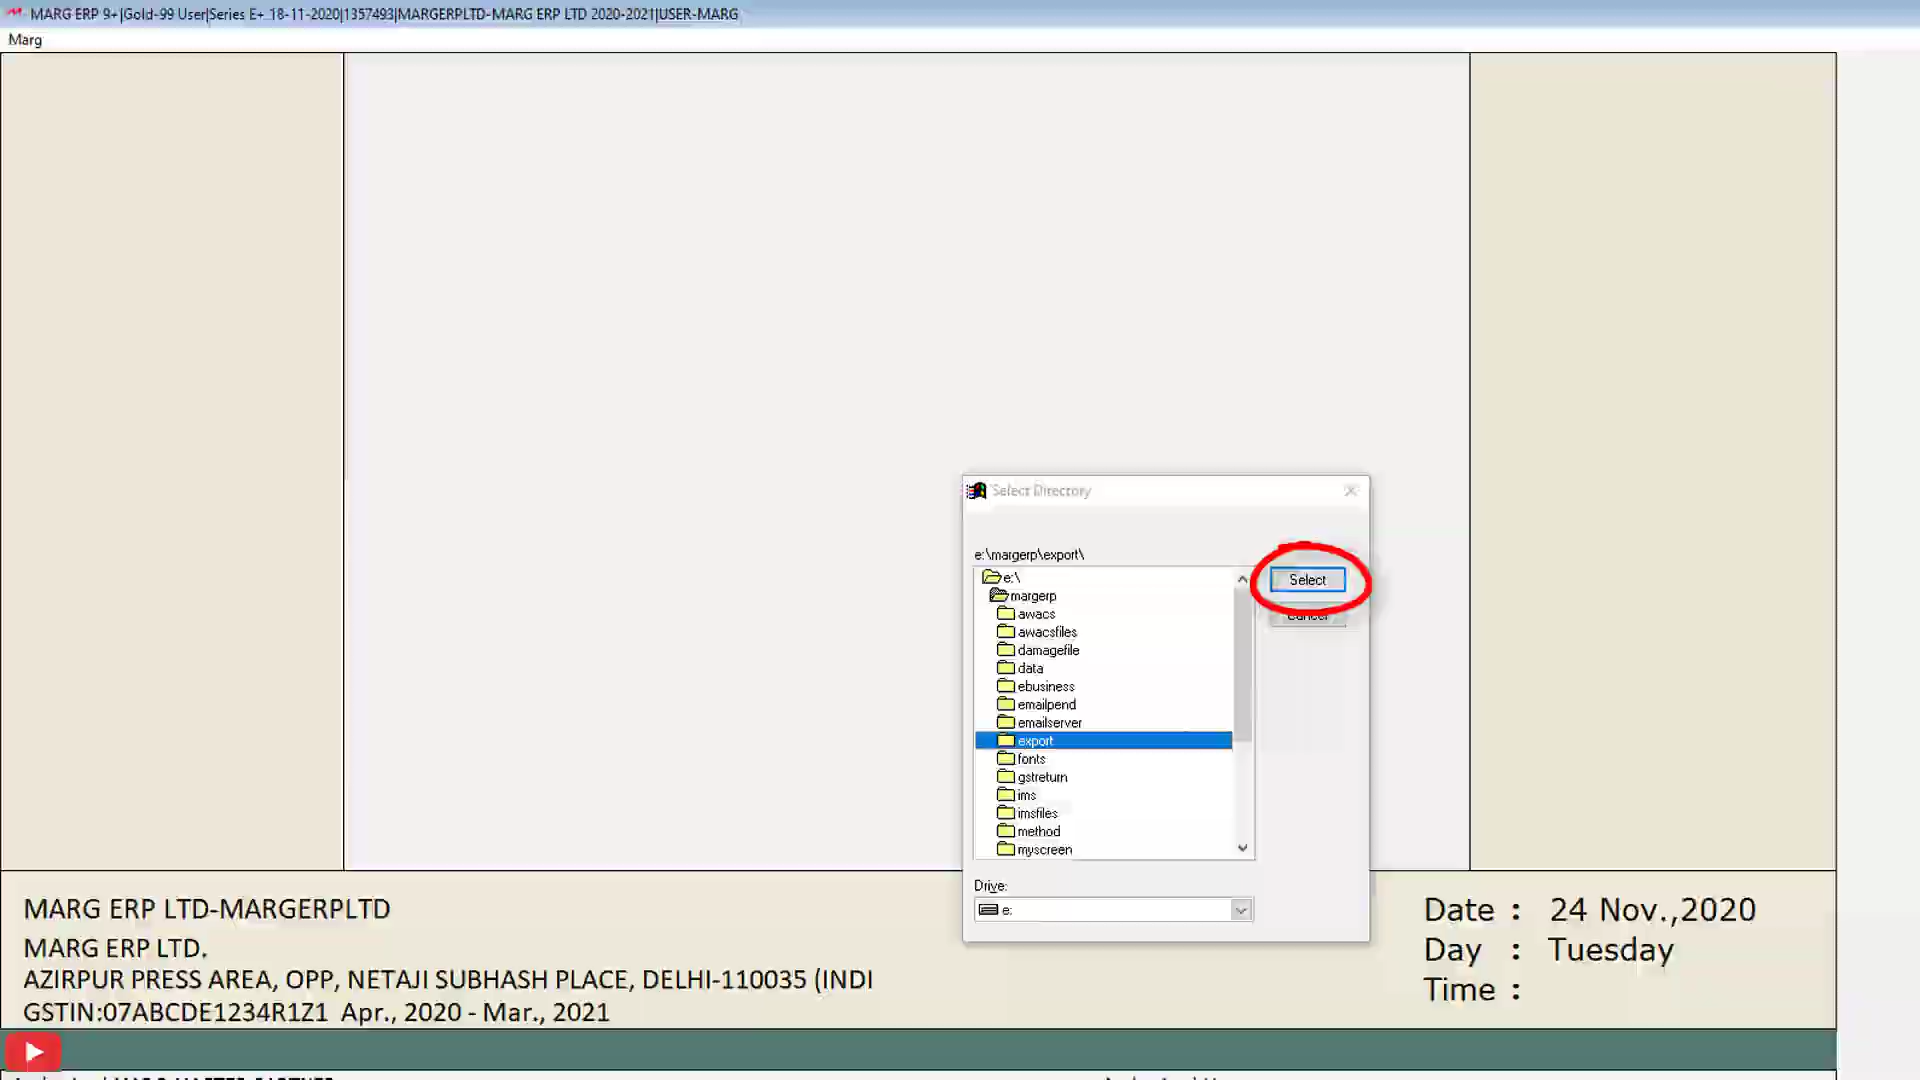 MARG ERP 9+|Gold-99 User|Series E+ 18-11-2020|1357493|MARGERPLTD-MARG ERP LTD 2020-2021|USER-MARG
Marg
Select Directory
e:\margerp\export\
e:\
margerp
awacs
awacsfiles
damagefile
data
ebusiness
emailpend
emailserver
export
fonts
gstreturn
ims
imsfiles
method
myscreen
Select
Cancel
Drive:
e:
MARG ERP LTD-MARGERPLTD
MARG ERP LTD.
AZIRPUR PRESS AREA, OPP, NETAJI SUBHASH PLACE, DELHI-110035 (INDI
GSTIN:07ABCDE1234R1Z1 Apr., 2020 - Mar., 2021
Date : 24 Nov.,2020
Day : Tuesday
Time :